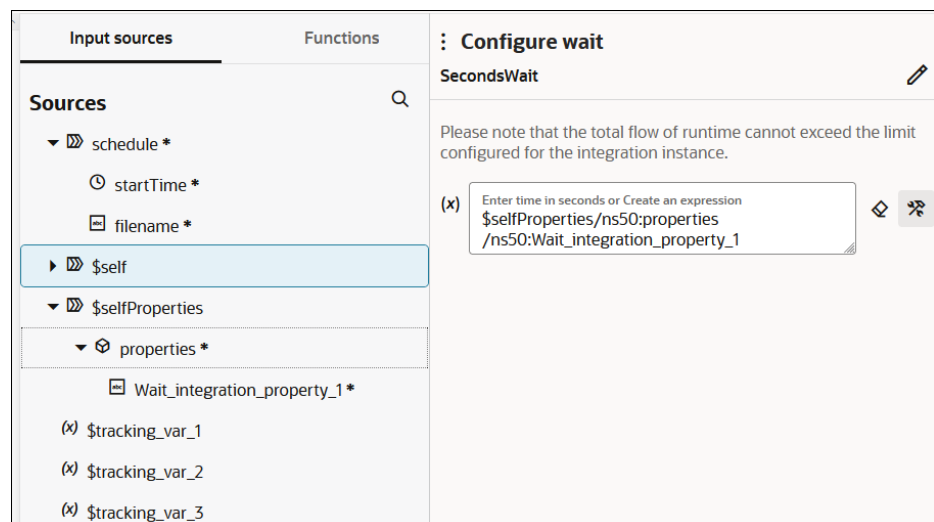 Input sources
Functions
Sources
schedule *
startTime *
abc filename *
$self
$selfProperties
properties *
abc Wait_integration_property_1 *
(x) $tracking_var_1
(x) $tracking_var_2
(x) $tracking_var_3
Configure wait
SecondsWait
Please note that the total flow of runtime cannot exceed the limit
configured for the integration instance.
(x)
Enter time in seconds or Create an expression
$selfProperties/ns50:properties
/ns50:Wait_integration_property_1